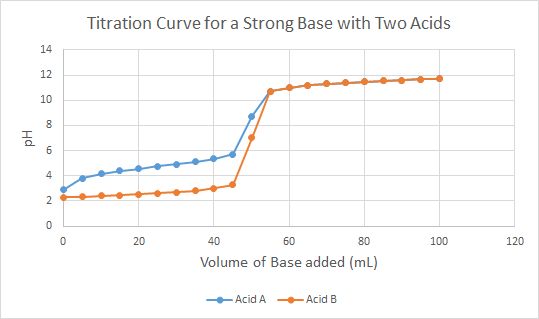 Titration Curve for a Strong Base with Two Acids
14
12
10
8
6
4
2
0
pH
0 20 40 60 80 100 120
Volume of Base added (mL)
Acid A Acid B